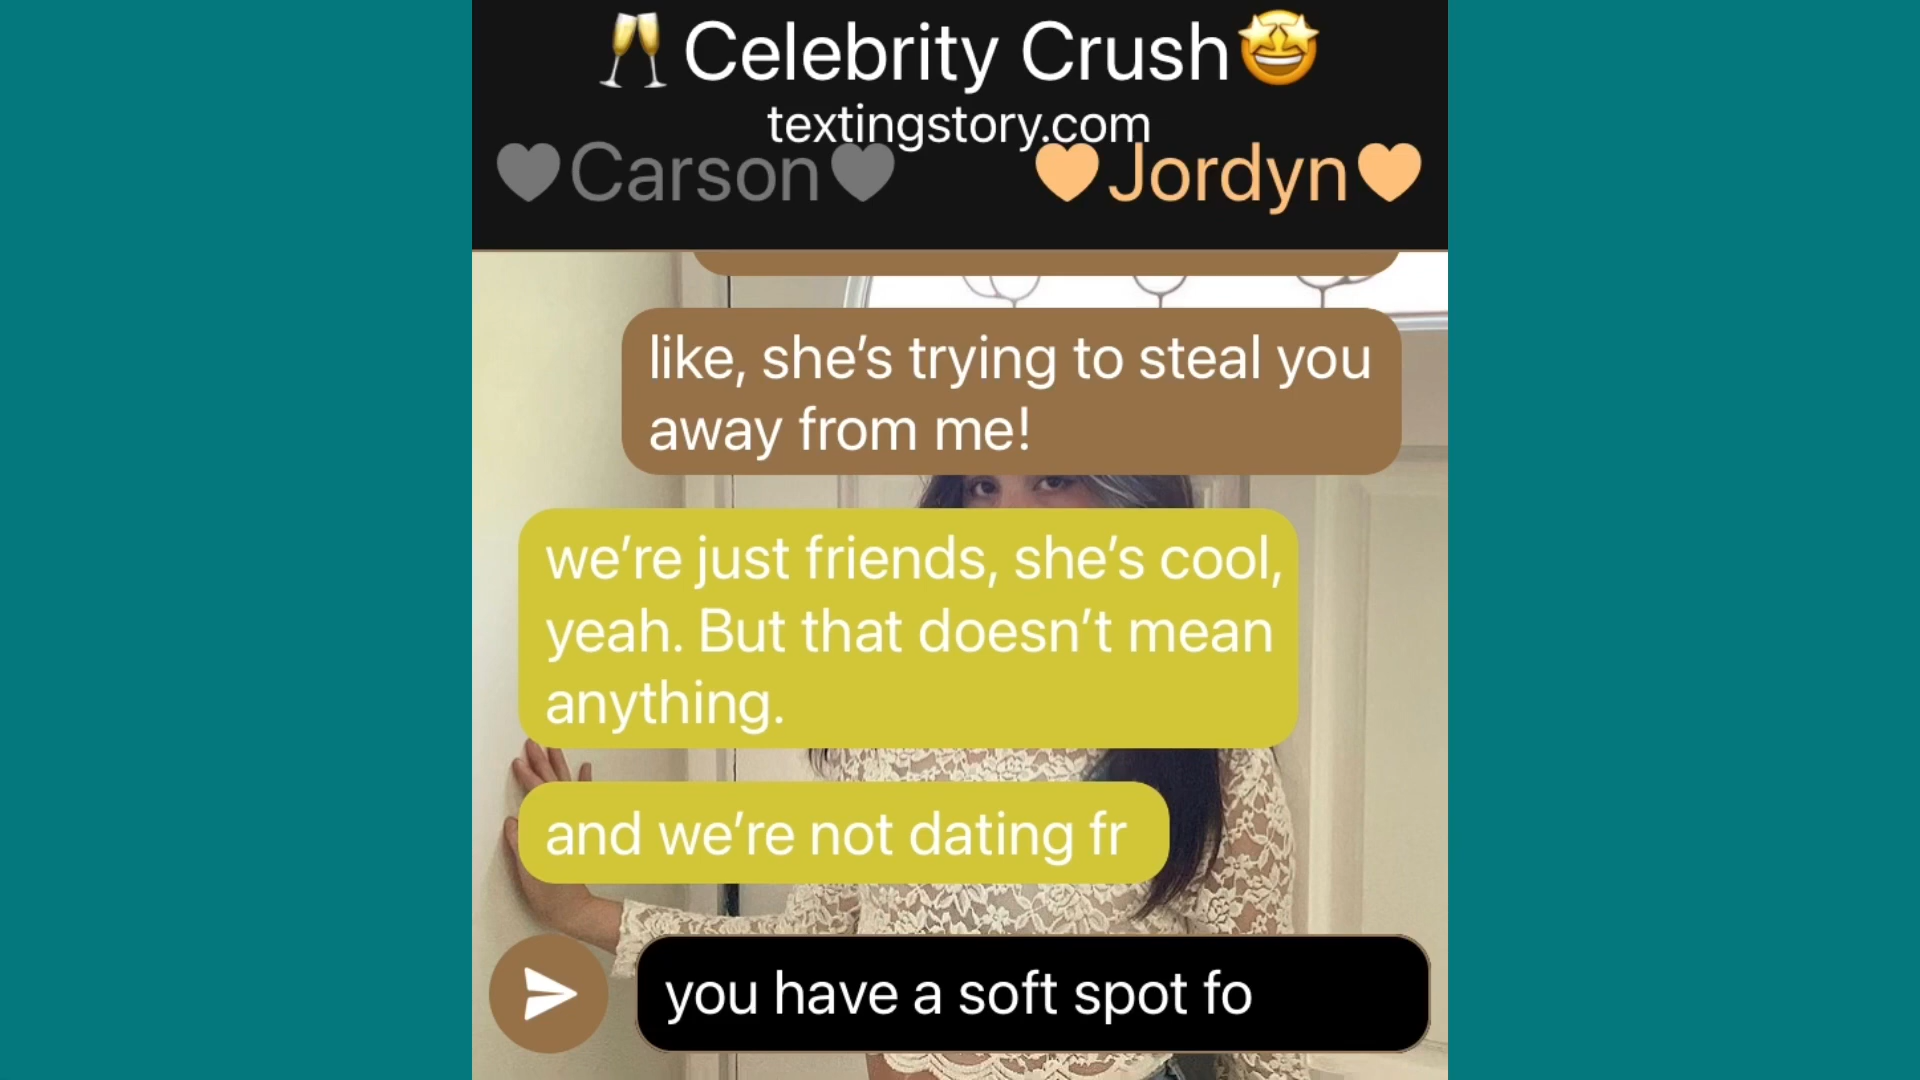 🥂Celebrity Crush🤩
textingstory.com
♥Carson♥
♥Jordyn♥
like, she’s trying to steal you
away from me!
we’re just friends, she’s cool,
yeah. But that doesn’t mean
anything.
and we’re not dating fr
you have a soft spot fo